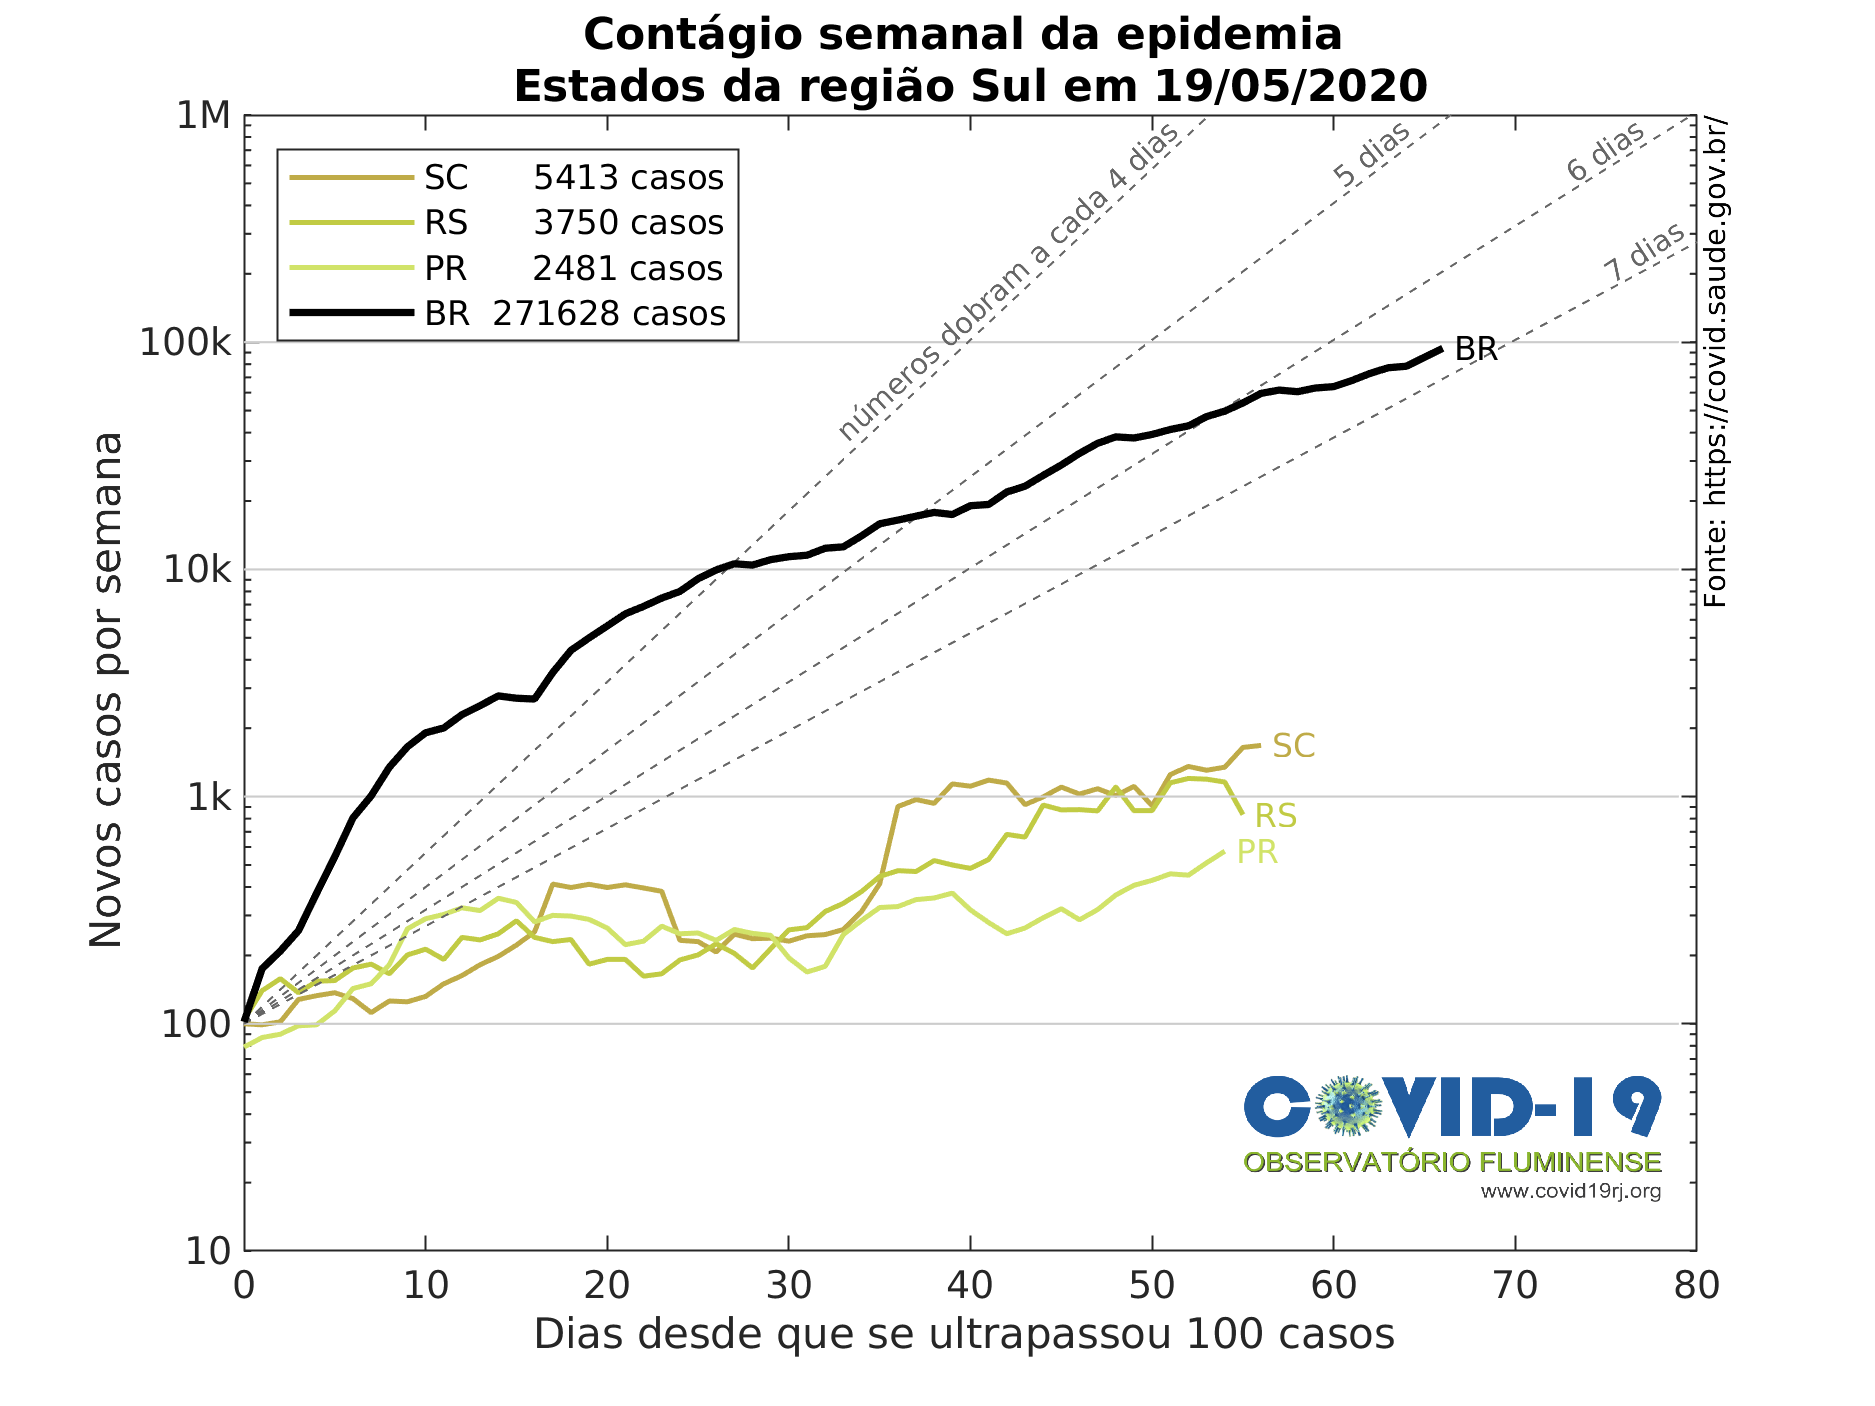 Contágio semanal da epidemia
Estados da região Sul em 19/05/2020
1M
100k
10k
1k
100
10
Novos casos por semana
SC 5413 casos
RS 3750 casos
PR 2481 casos
BR 271628 casos
números dobram a cada 4 dias
5 dias
6 dias
7 dias
BR
SC
RS
PR
Fonte: https://covid.saude.gov.br/
COVID-19
OBSERVATÓRIO FLUMINENSE
www.covid19rj.org
0 10 20 30 40 50 60 70 80
Dias desde que se ultrapassou 100 casos